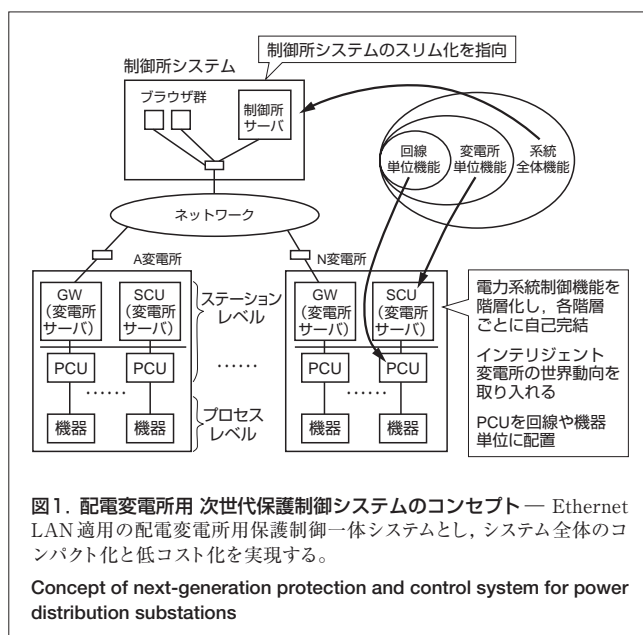 制御所システムのスリム化を指向
制御所システム
ブラウザ群
制御所
サーバ
回線
単位機能
変電所
単位機能
系統
全体機能
ネットワーク
A変電所
N変電所
GW
(変電所
サーバ)
SCU
(変電所
サーバ)
ステーション
レベル
GW
(変電所
サーバ)
SCU
(変電所
サーバ)
PCU
PCU
……
PCU
PCU
……
……
プロセス
レベル
……
機器
機器
機器
機器
電力系統制御機能を
階層化し，各階層
ごとに自己完結
インテリジェント
変電所の世界動向を
取り入れる
PCUを回線や機器
単位に配置
図1．配電変電所用 次世代保護制御システムのコンセプト — Ethernet
LAN適用の配電変電所用保護制御一体システムとし，システム全体のコ
ンパクト化と低コスト化を実現する。
Concept of next-generation protection and control system for power
distribution substations